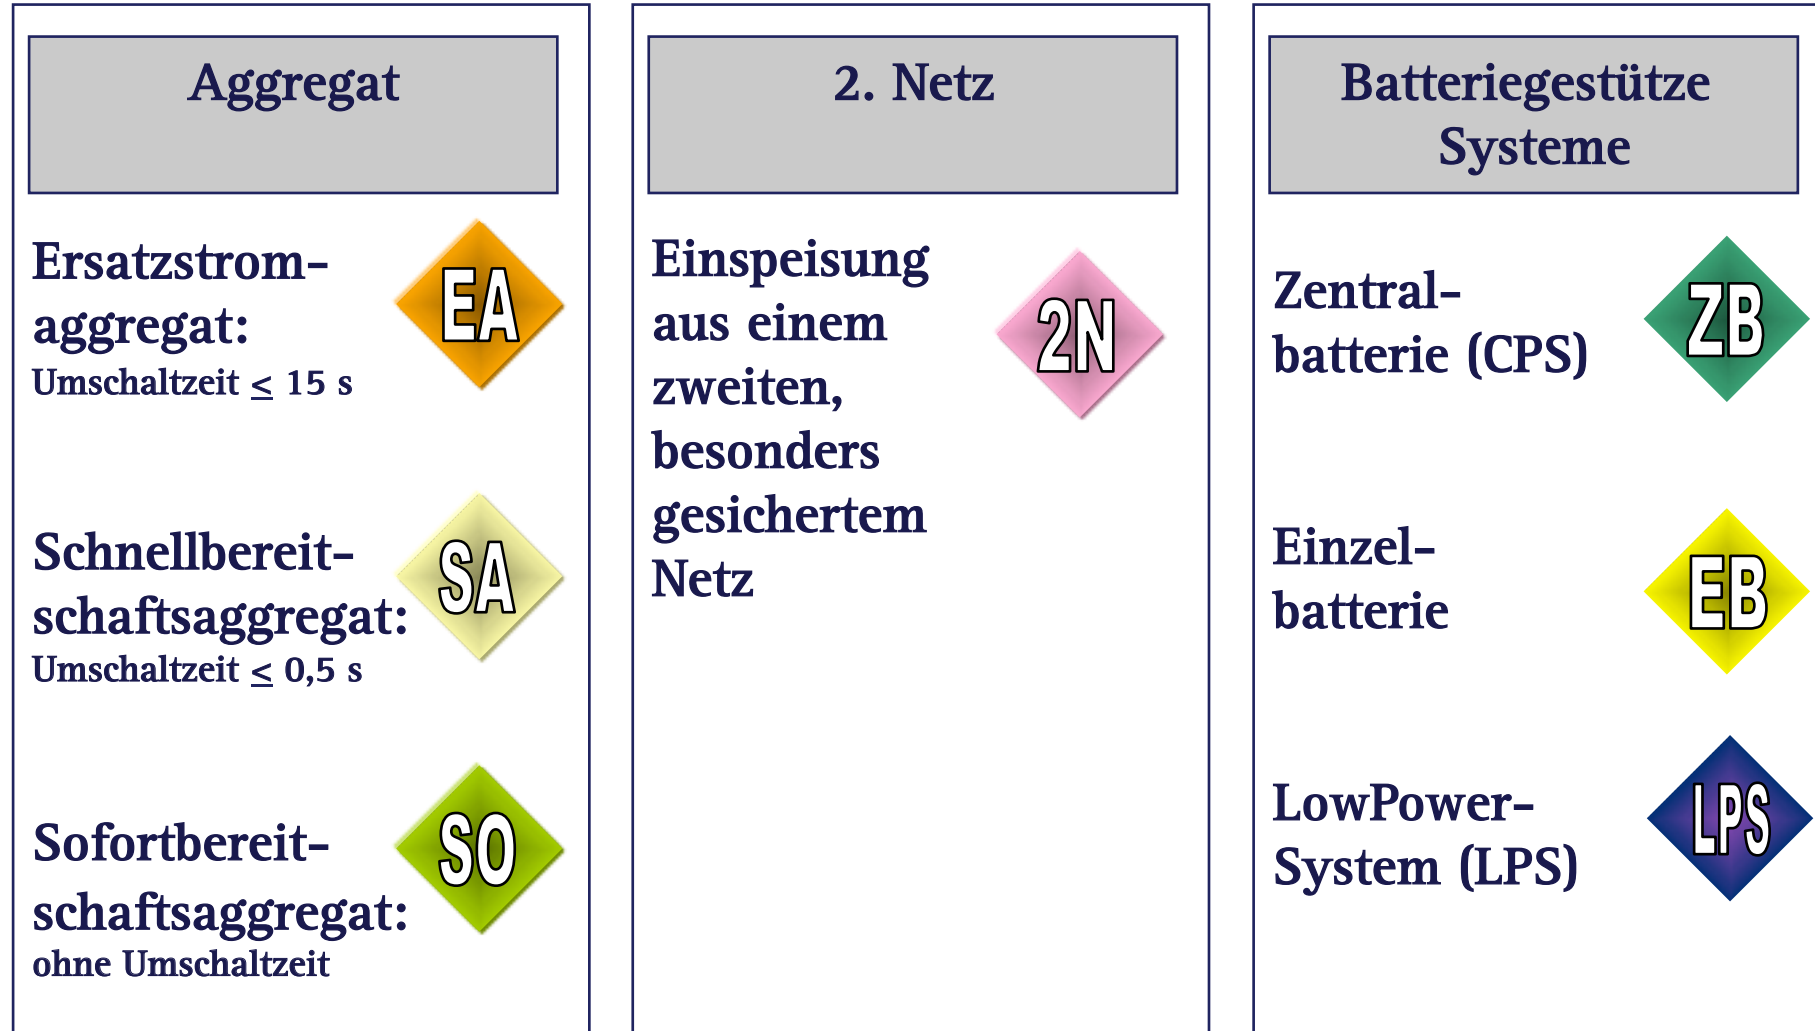 Aggregat
Ersatzstrom-
aggregat:
Umschaltzeit ≤ 15 s
EA
Schnellbereit-
schaftsaggregat:
Umschaltzeit ≤ 0,5 s
SA
Sofortbereit-
schaftsaggregat:
ohne Umschaltzeit
SO
2. Netz
Einspeisung
aus einem
zweiten,
besonders
gesichertem
Netz
2N
Batteriegestütze
Systeme
Zentral-
batterie (CPS)
ZB
Einzel-
batterie
EB
LowPower-
System (LPS)
LPS